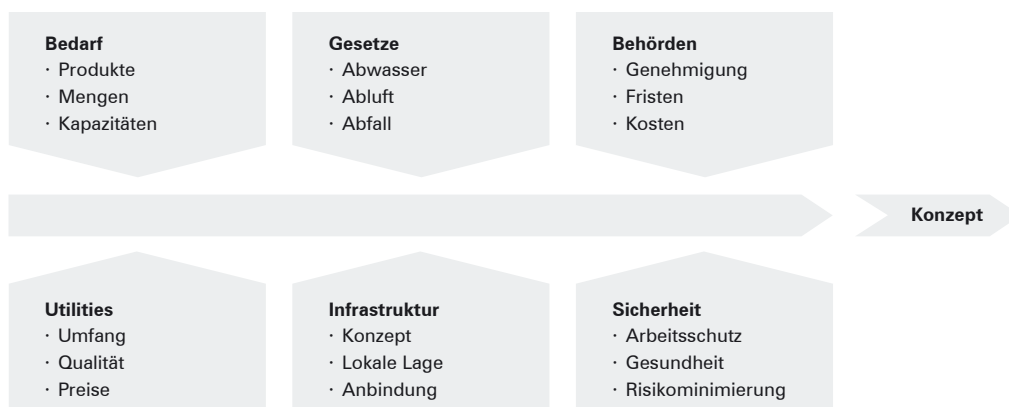 Bedarf
· Produkte
· Mengen
· Kapazitäten
Gesetze
· Abwasser
· Abluft
· Abfall
Behörden
· Genehmigung
· Fristen
· Kosten
Konzept
Utilities
· Umfang
· Qualität
· Preise
Infrastruktur
· Konzept
· Lokale Lage
· Anbindung
Sicherheit
· Arbeitsschutz
· Gesundheit
· Risikominimierung